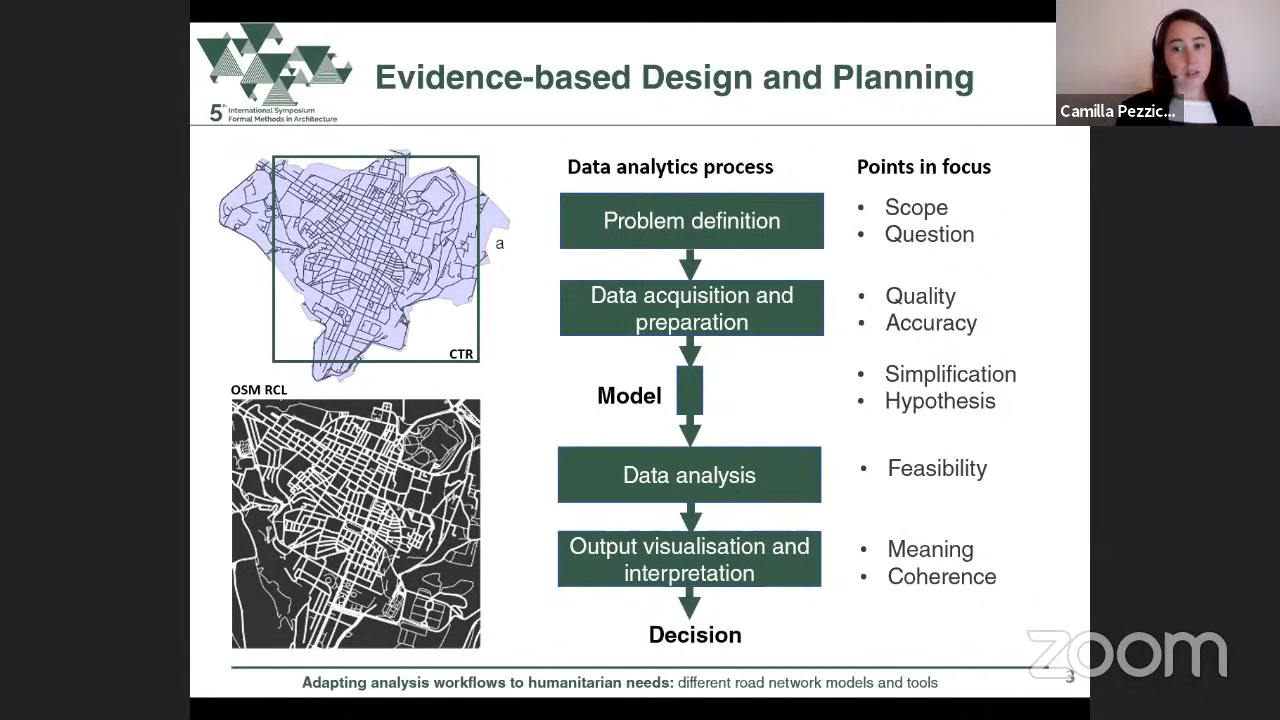 Evidence-based Design and Planning
5th International Symposium
Formal Methods in Architecture
Camilla Pezzic...
a
CTR
OSM RCL
Data analytics process
Problem definition
Data acquisition and
preparation
Model
Data analysis
Output visualisation and
interpretation
Decision
Points in focus
• Scope
• Question
• Quality
• Accuracy
• Simplification
• Hypothesis
• Feasibility
• Meaning
• Coherence
zoom
Adapting analysis workflows to humanitarian needs: different road network models and tools
3